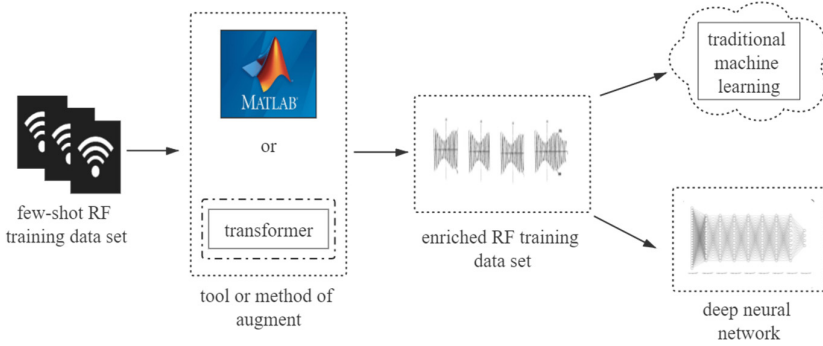 few-shot RF
training data set
MATLAB
or
transformer
tool or method of
augment
enriched RF training
data set
traditional
machine
learning
deep neural
network